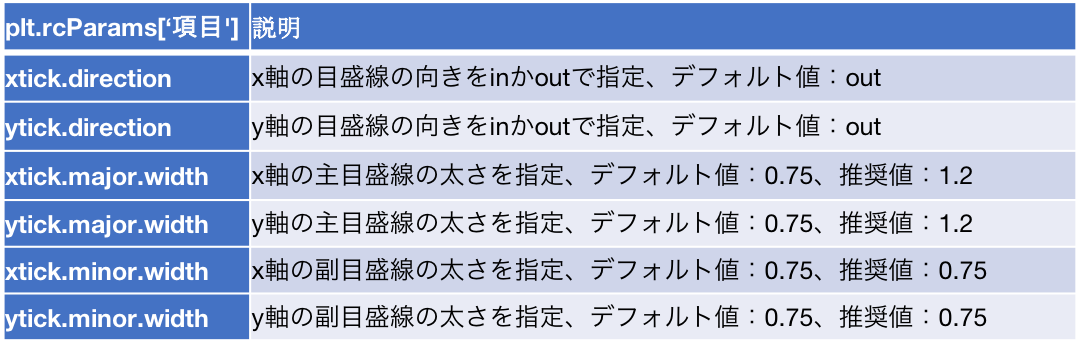 plt.rcParams[‘項目'] 説明
xtick.direction x軸の目盛線の向きをinかoutで指定、デフォルト値：out
ytick.direction y軸の目盛線の向きをinかoutで指定、デフォルト値：out
xtick.major.width x軸の主目盛線の太さを指定、デフォルト値：0.75、推奨値：1.2
ytick.major.width y軸の主目盛線の太さを指定、デフォルト値：0.75、推奨値：1.2
xtick.minor.width x軸の副目盛線の太さを指定、デフォルト値：0.75、推奨値：0.75
ytick.minor.width y軸の副目盛線の太さを指定、デフォルト値：0.75、推奨値：0.75